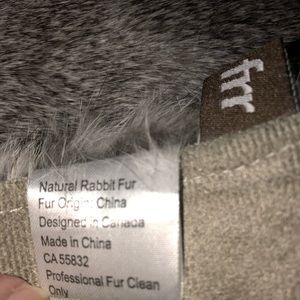 frr
Natural Rabbit Fur
Fur Origin: China
Designed in Canada
Made in China
CA 55832
Professional Fur Clean
Only